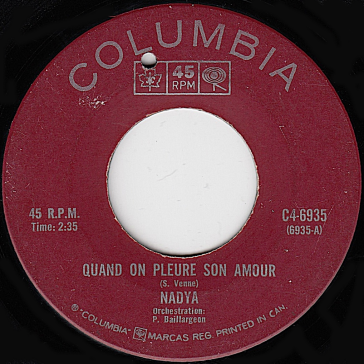 COLUMBIA
45
RPM
45 R.P.M.
Time: 2:35
C4-6935
(6935-A)
QUAND ON PLEURE SON AMOUR
(S. Venne)
NADYA
Orchestration:
P. Baillargeon
® "COLUMBIA" MARCAS REG. PRINTED IN CAN.